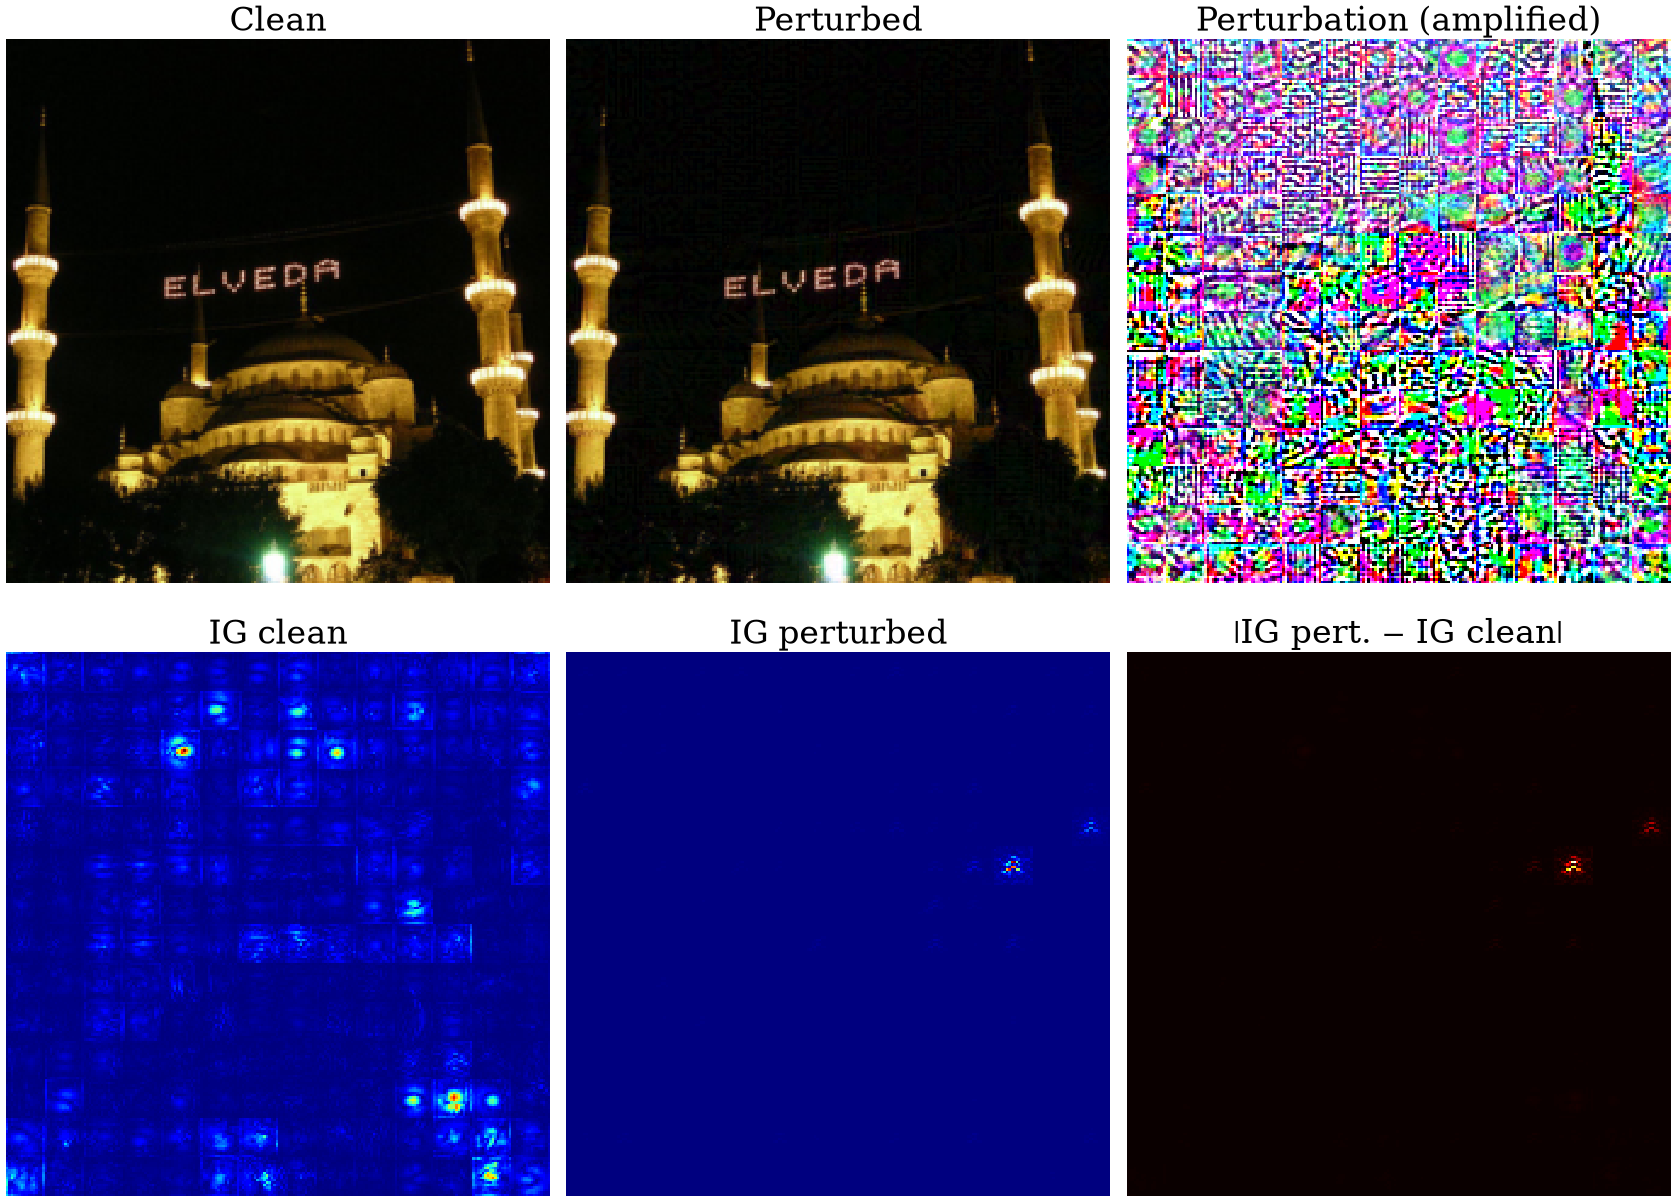 Clean
Perturbed
Perturbation (amplified)
ELVEDA
ELVEDA
IG clean
IG perturbed
|IG pert. − IG clean|